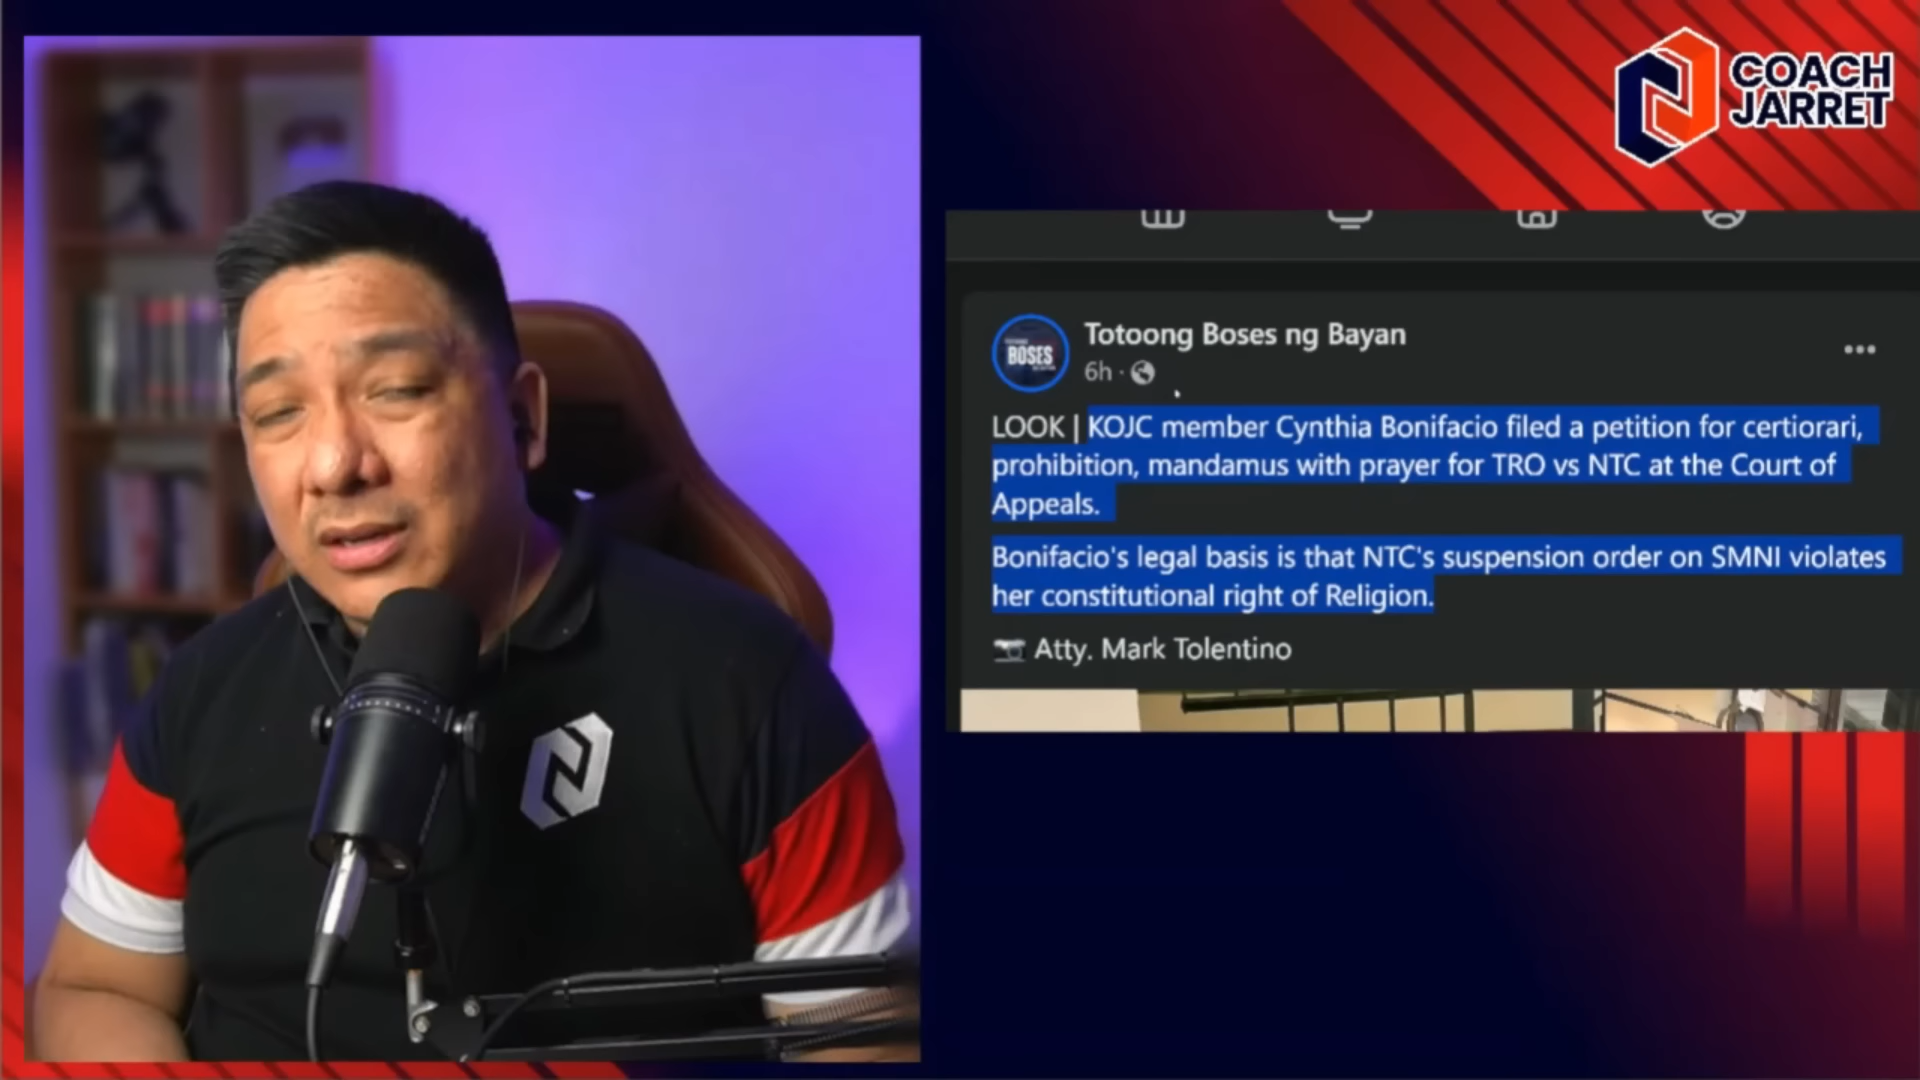 COACH
JARRET
Totoong Boses ng Bayan
BOSES
6h ·
LOOK | KOJC member Cynthia Bonifacio filed a petition for certiorari,
prohibition, mandamus with prayer for TRO vs NTC at the Court of
Appeals.
Bonifacio's legal basis is that NTC's suspension order on SMNI violates
her constitutional right of Religion.
Atty. Mark Tolentino